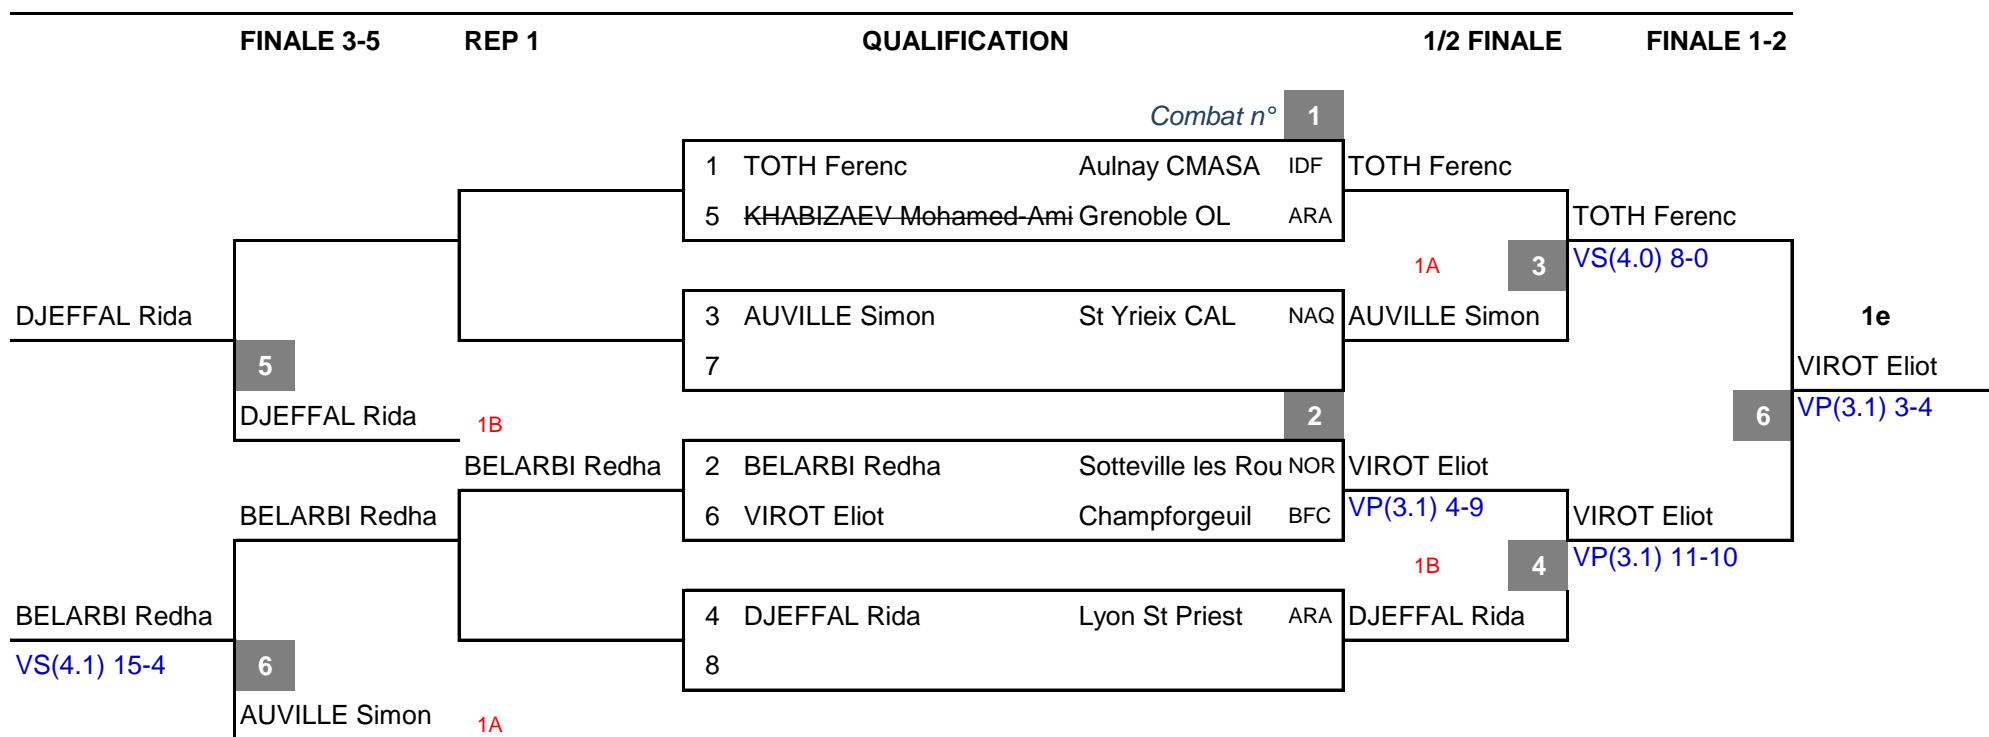 FINALE 3-5 REP 1 QUALIFICATION 1/2 FINALE FINALE 1-2
Combat n° 1
1 TOTH Ferenc Aulnay CMASA IDF TOTH Ferenc
5 KHABIZAEV Mohamed-Ami Grenoble OL ARA TOTH Ferenc
1A 3 VS(4.0) 8-0
DJEFFAL Rida 3 AUVILLE Simon St Yrieix CAL NAQ AUVILLE Simon 1e
5 7 VIROT Eliot
DJEFFAL Rida 1B 2 6 VP(3.1) 3-4
BELARBI Redha 2 BELARBI Redha Sotteville les Rou NOR VIROT Eliot
BELARBI Redha 6 VIROT Eliot Champforgeuil BFC VP(3.1) 4-9 VIROT Eliot
1B 4 VP(3.1) 11-10
BELARBI Redha 4 DJEFFAL Rida Lyon St Priest ARA DJEFFAL Rida
VS(4.1) 15-4 6 8
AUVILLE Simon 1A